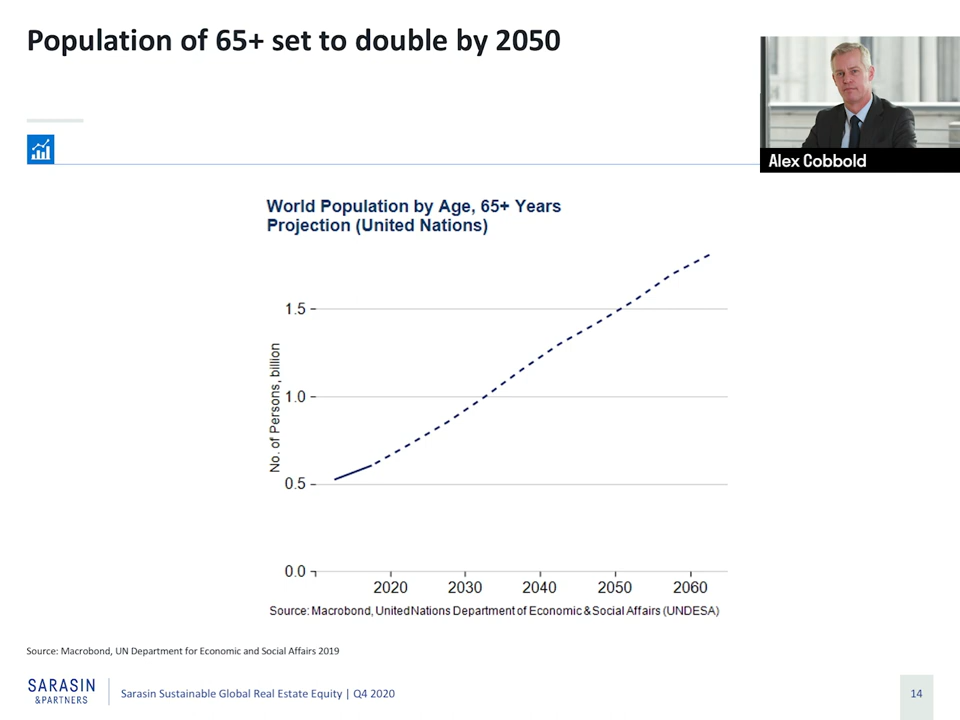 Population of 65+ set to double by 2050
Alex Cobbold
World Population by Age, 65+ Years
Projection (United Nations)
No. of Persons, billion
1.5
1.0
0.5
0.0
2020 2030 2040 2050 2060
Source: Macrobond, United Nations Department of Economic & Social Affairs (UNDESA)
Source: Macrobond, UN Department for Economic and Social Affairs 2019
SARASIN
& PARTNERS
Sarasin Sustainable Global Real Estate Equity | Q4 2020
14